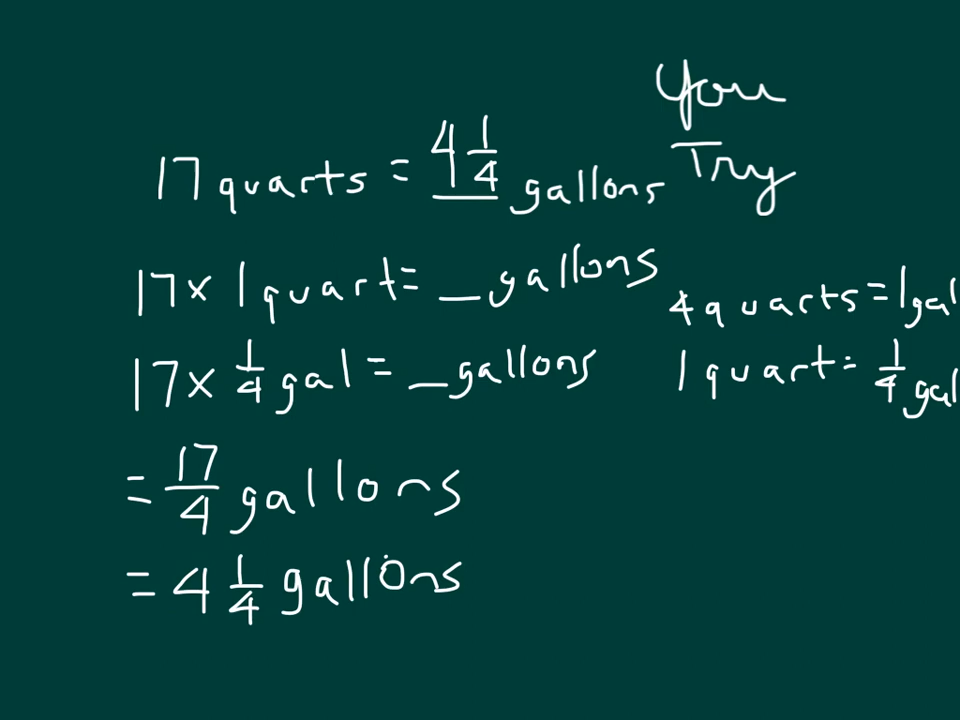 You
Try
17 quarts = 4 1/4 gallons
17 x 1 quart = _ gallons
4 quarts = 1 gal
17 x 1/4 gal = _ gallons
1 quart = 1/4 gal
= 17/4 gallons
= 4 1/4 gallons